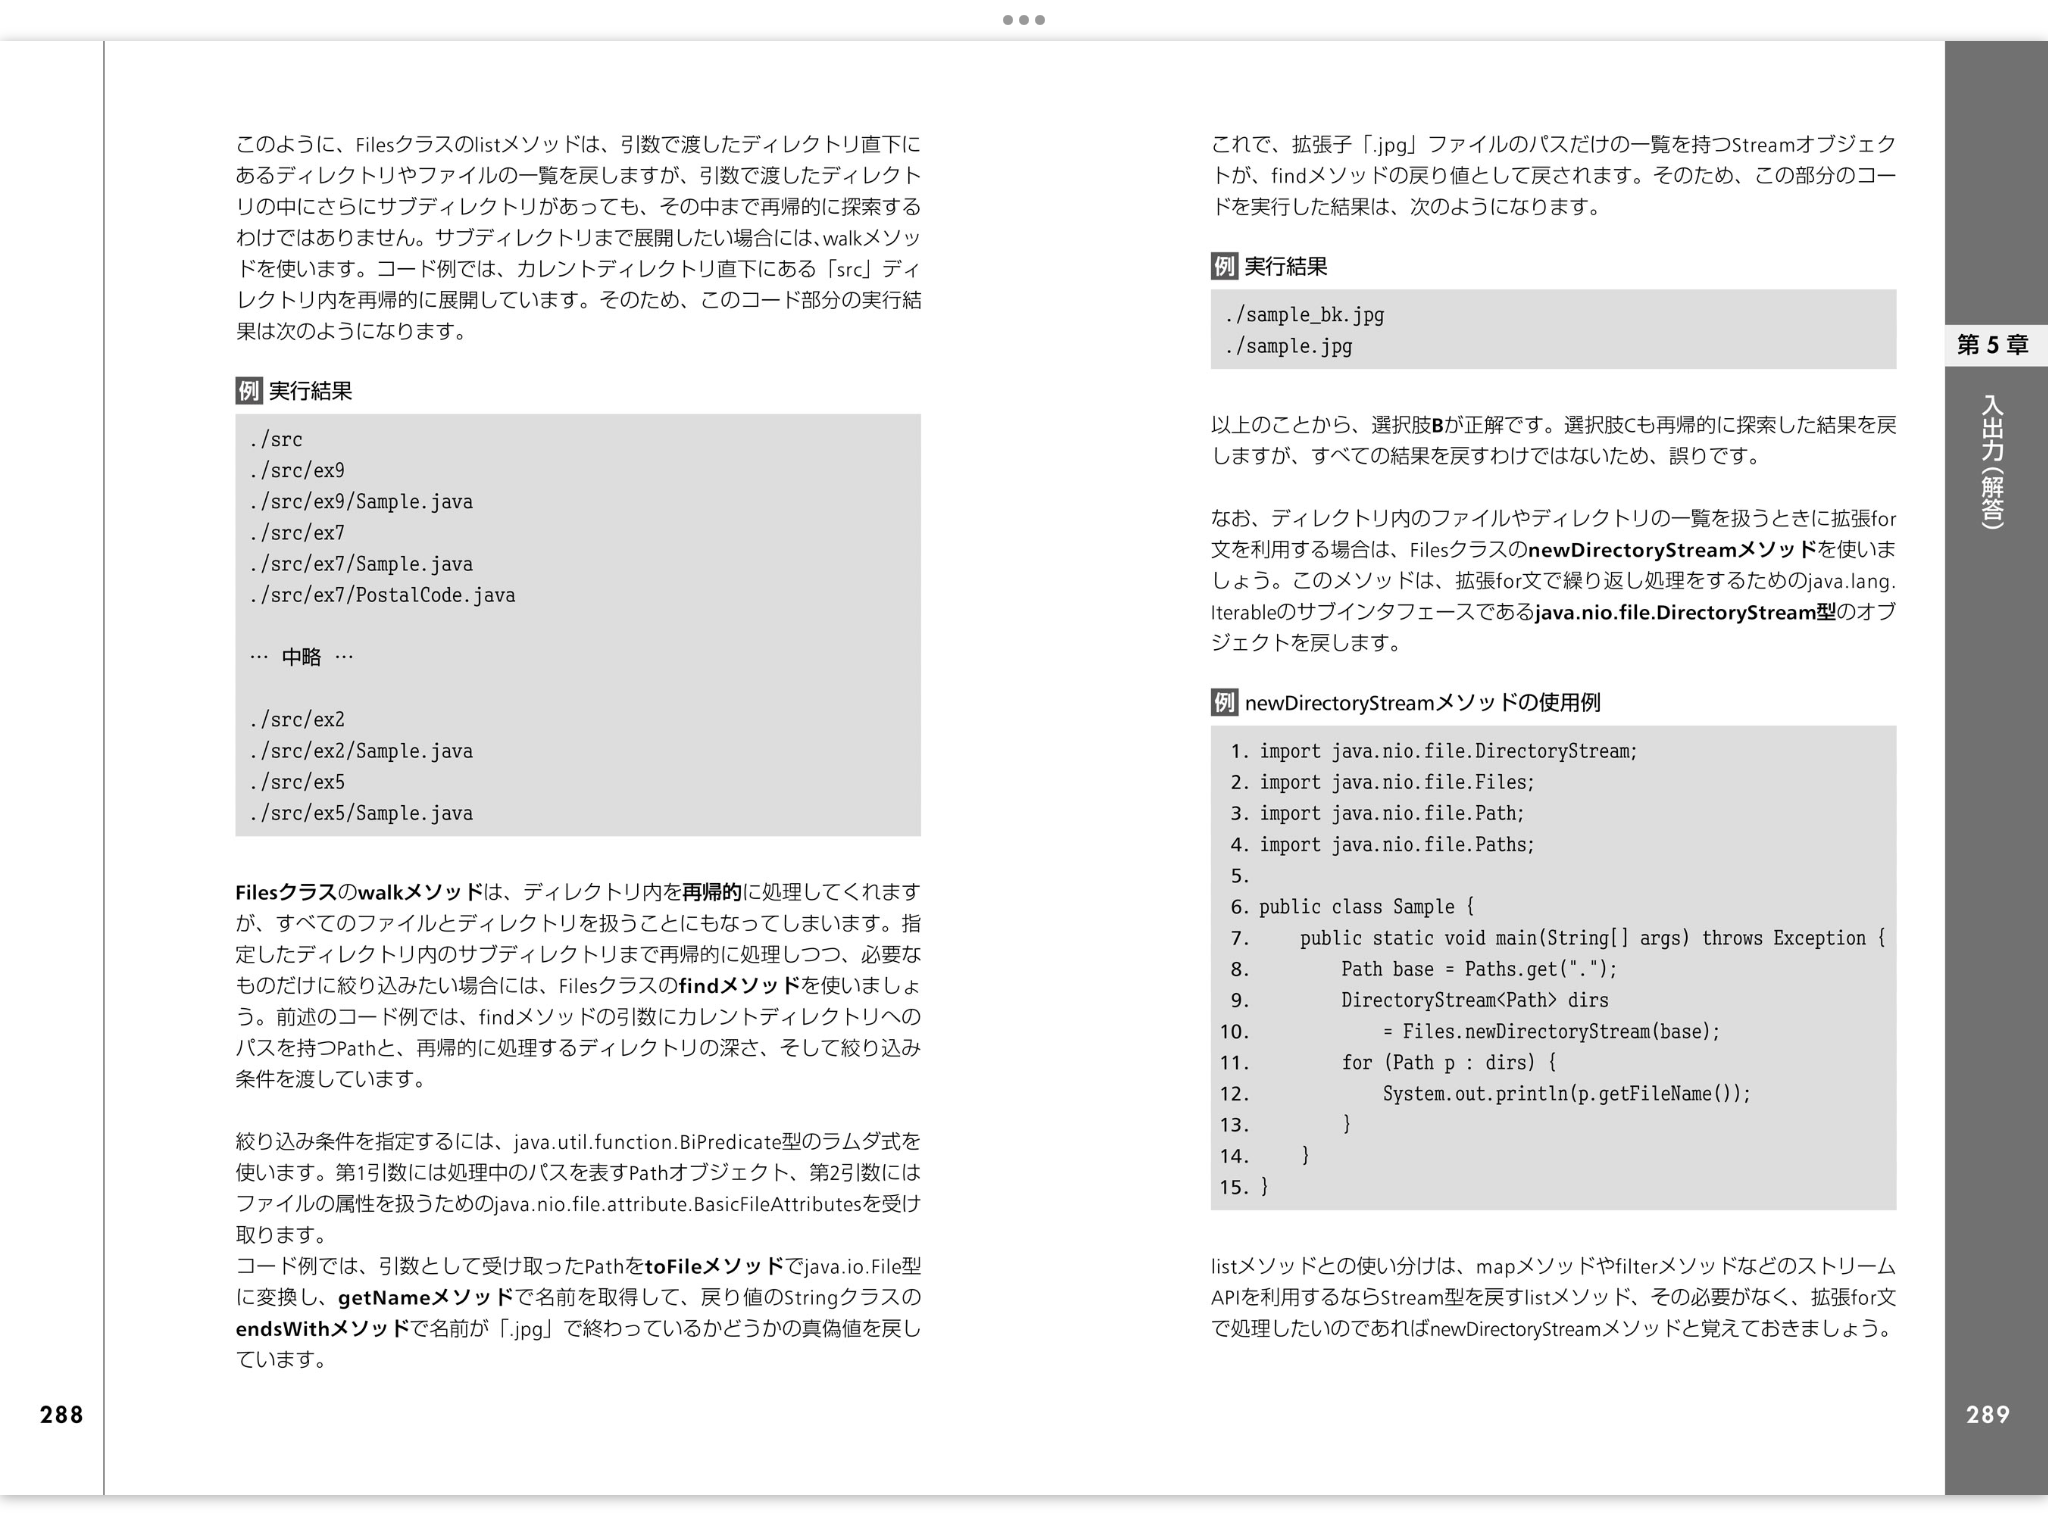 このように、Filesクラスのlistメソッドは、引数で渡したディレクトリ直下に
あるディレクトリやファイルの一覧を戻しますが、引数で渡したディレクト
リの中にさらにサブディレクトリがあっても、その中まで再帰的に探索する
わけではありません。サブディレクトリまで展開したい場合には、walkメソッ
ドを使います。コード例では、カレントディレクトリ直下にある「src」ディ
レクトリ内を再帰的に展開しています。そのため、このコード部分の実行結
果は次のようになります。
例 実行結果
./src
./src/ex9
./src/ex9/Sample.java
./src/ex7
./src/ex7/Sample.java
./src/ex7/PostalCode.java
… 中略 …
./src/ex2
./src/ex2/Sample.java
./src/ex5
./src/ex5/Sample.java
Filesクラスのwalkメソッドは、ディレクトリ内を再帰的に処理してくれます
が、すべてのファイルとディレクトリを扱うことにもなってしまいます。指
定したディレクトリ内のサブディレクトリまで再帰的に処理しつつ、必要な
ものだけに絞り込みたい場合には、Filesクラスのfindメソッドを使いましょ
う。前述のコード例では、findメソッドの引数にカレントディレクトリへの
パスを持つPathと、再帰的に処理するディレクトリの深さ、そして絞り込み
条件を渡しています。
絞り込み条件を指定するには、java.util.function.BiPredicate型のラムダ式を
使います。第1引数には処理中のパスを表すPathオブジェクト、第2引数には
ファイルの属性を扱うためのjava.nio.file.attribute.BasicFileAttributesを受け
取ります。
コード例では、引数として受け取ったPathをtoFileメソッドでjava.io.File型
に変換し、getNameメソッドで名前を取得して、戻り値のStringクラスの
endsWithメソッドで名前が「.jpg」で終わっているかどうかの真偽値を戻し
ています。
288
これで、拡張子「.jpg」ファイルのパスだけの一覧を持つStreamオブジェク
トが、findメソッドの戻り値として戻されます。そのため、この部分のコー
ドを実行した結果は、次のようになります。
例 実行結果
./sample_bk.jpg
./sample.jpg
以上のことから、選択肢Bが正解です。選択肢Cも再帰的に探索した結果を戻
しますが、すべての結果を戻すわけではないため、誤りです。
なお、ディレクトリ内のファイルやディレクトリの一覧を扱うときに拡張for
文を利用する場合は、FilesクラスのnewDirectoryStreamメソッドを使いま
しょう。このメソッドは、拡張for文で繰り返し処理をするためのjava.lang.
Iterableのサブインタフェースであるjava.nio.file.DirectoryStream型のオブ
ジェクトを戻します。
例 newDirectoryStreamメソッドの使用例
1. import java.nio.file.DirectoryStream;
2. import java.nio.file.Files;
3. import java.nio.file.Path;
4. import java.nio.file.Paths;
5.
6. public class Sample {
7.     public static void main(String[] args) throws Exception {
8.         Path base = Paths.get(".");
9.         DirectoryStream<Path> dirs
10.             = Files.newDirectoryStream(base);
11.         for (Path p : dirs) {
12.             System.out.println(p.getFileName());
13.         }
14.     }
15. }
listメソッドとの使い分けは、mapメソッドやfilterメソッドなどのストリーム
APIを利用するならStream型を戻すlistメソッド、その必要がなく、拡張for文
で処理したいのであればnewDirectoryStreamメソッドと覚えておきましょう。
第5章
入出力（解答）
289